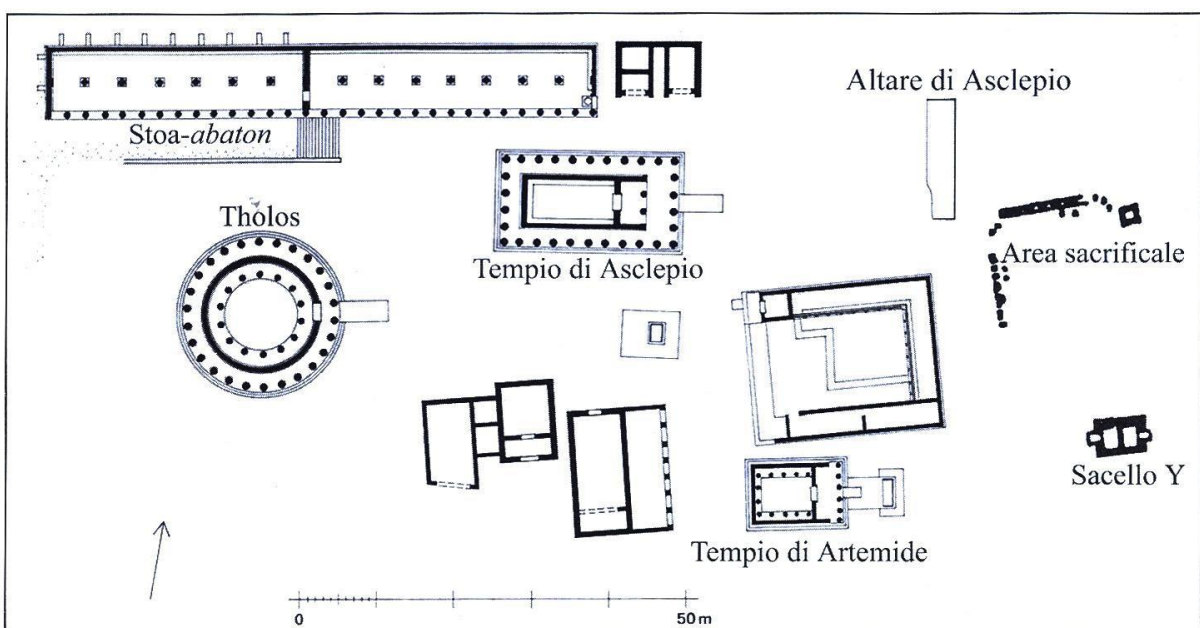 Altare di Asclepio
Stoa-abaton
Tholos
Tempio di Asclepio
Area sacrificale
Sacello Y
Tempio di Artemide
0
50 m